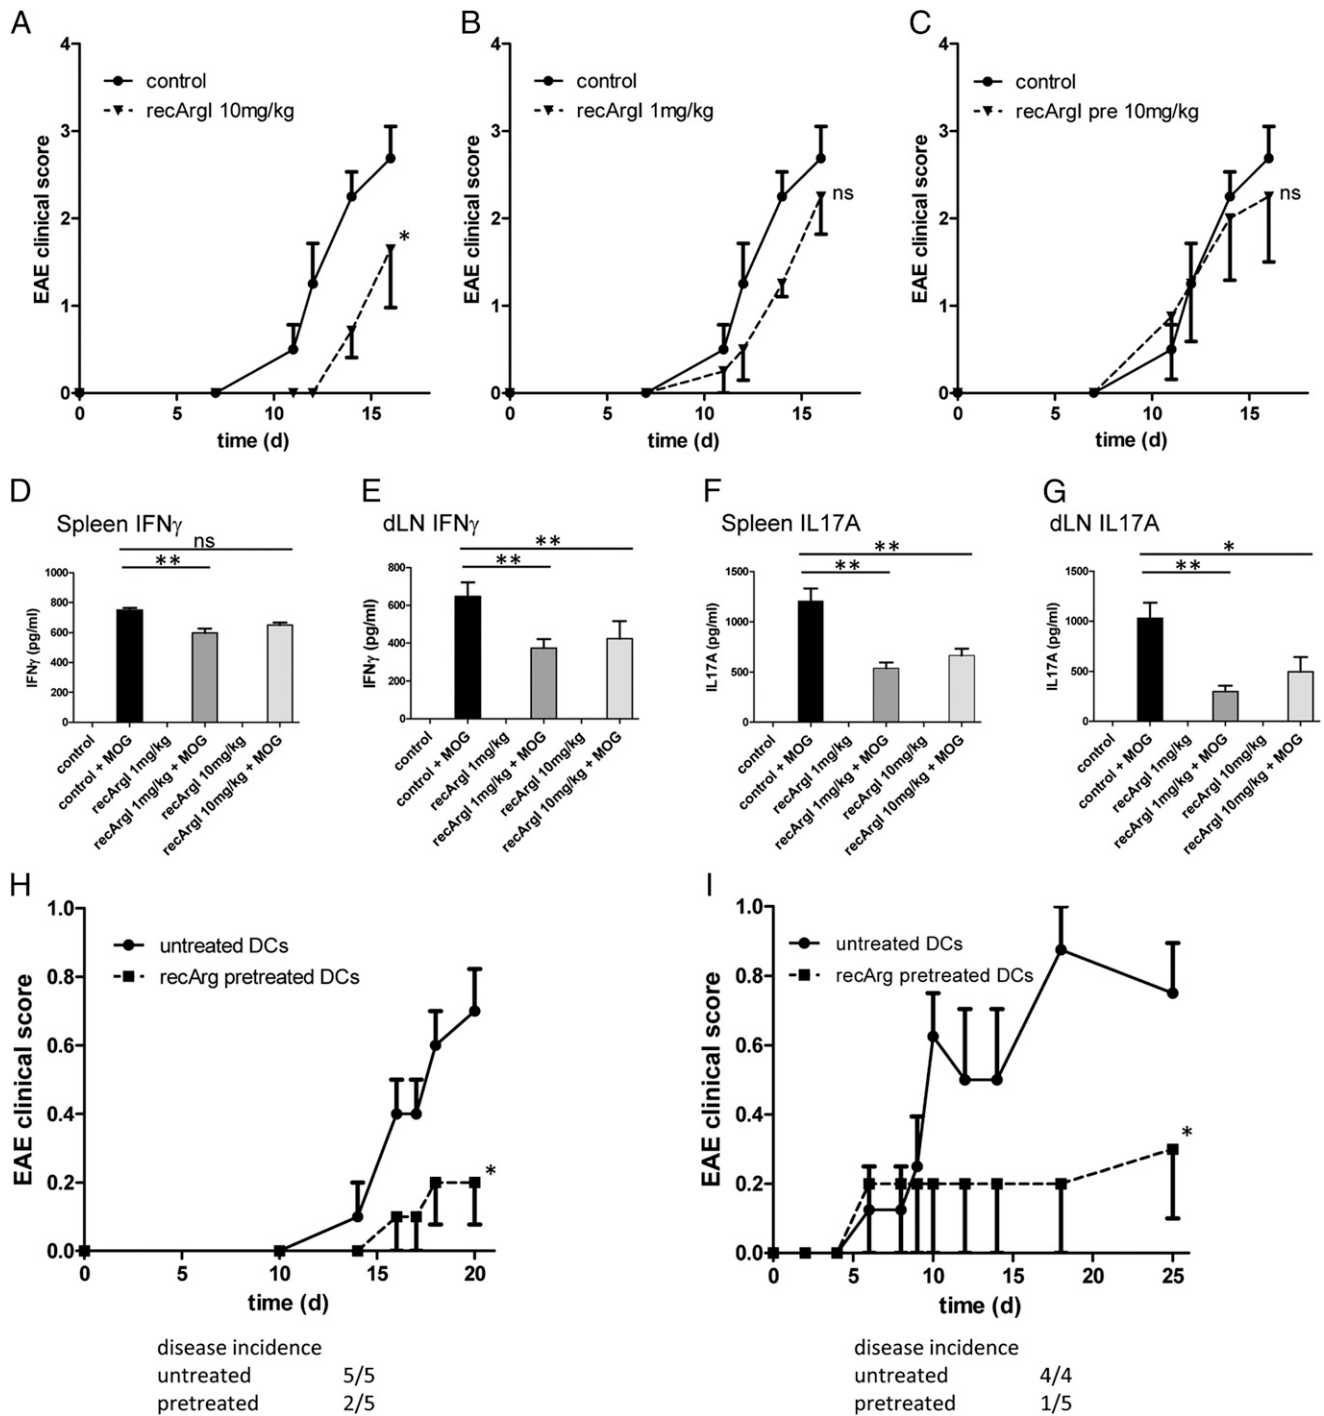 A
4
3
2
1
0
EAE clinical score
control
recArgI 10mg/kg
*
0 5 10 15
time (d)
B
4
3
2
1
0
EAE clinical score
control
recArgI 1mg/kg
ns
0 5 10 15
time (d)
C
4
3
2
1
0
EAE clinical score
control
recArgI pre 10mg/kg
ns
0 5 10 15
time (d)
D
Spleen IFNγ
ns
**
1000
800
600
400
200
0
IFNγ (pg/ml)
control
control + MOG
recArgI 1mg/kg
recArgI 1mg/kg + MOG
recArgI 10mg/kg
recArgI 10mg/kg + MOG
E
dLN IFNγ
**
**
800
600
400
200
0
IFNγ (pg/ml)
control
control + MOG
recArgI 1mg/kg
recArgI 1mg/kg + MOG
recArgI 10mg/kg
recArgI 10mg/kg + MOG
F
Spleen IL17A
**
**
1500
1000
500
0
IL17A (pg/ml)
control
control + MOG
recArgI 1mg/kg
recArgI 1mg/kg + MOG
recArgI 10mg/kg
recArgI 10mg/kg + MOG
G
dLN IL17A
*
**
1500
1000
500
0
IL17A (pg/ml)
control
control + MOG
recArgI 1mg/kg
recArgI 1mg/kg + MOG
recArgI 10mg/kg
recArgI 10mg/kg + MOG
H
1.0
0.8
0.6
0.4
0.2
0.0
EAE clinical score
untreated DCs
recArg pretreated DCs
*
0 5 10 15 20
time (d)
disease incidence
untreated 5/5
pretreated 2/5
I
1.0
0.8
0.6
0.4
0.2
0.0
EAE clinical score
untreated DCs
recArg pretreated DCs
*
0 5 10 15 20 25
time (d)
disease incidence
untreated 4/4
pretreated 1/5